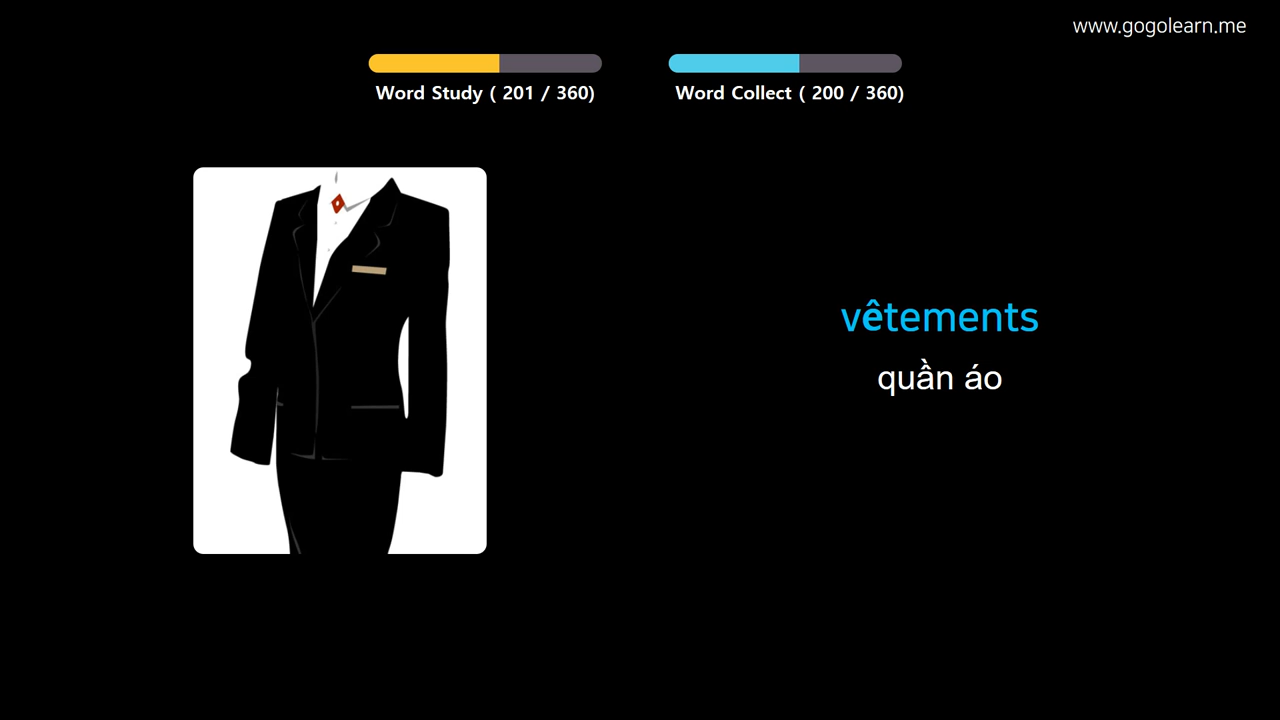 www.gogolearn.me
Word Study ( 201 / 360)
Word Collect ( 200 / 360)
vêtements
quần áo